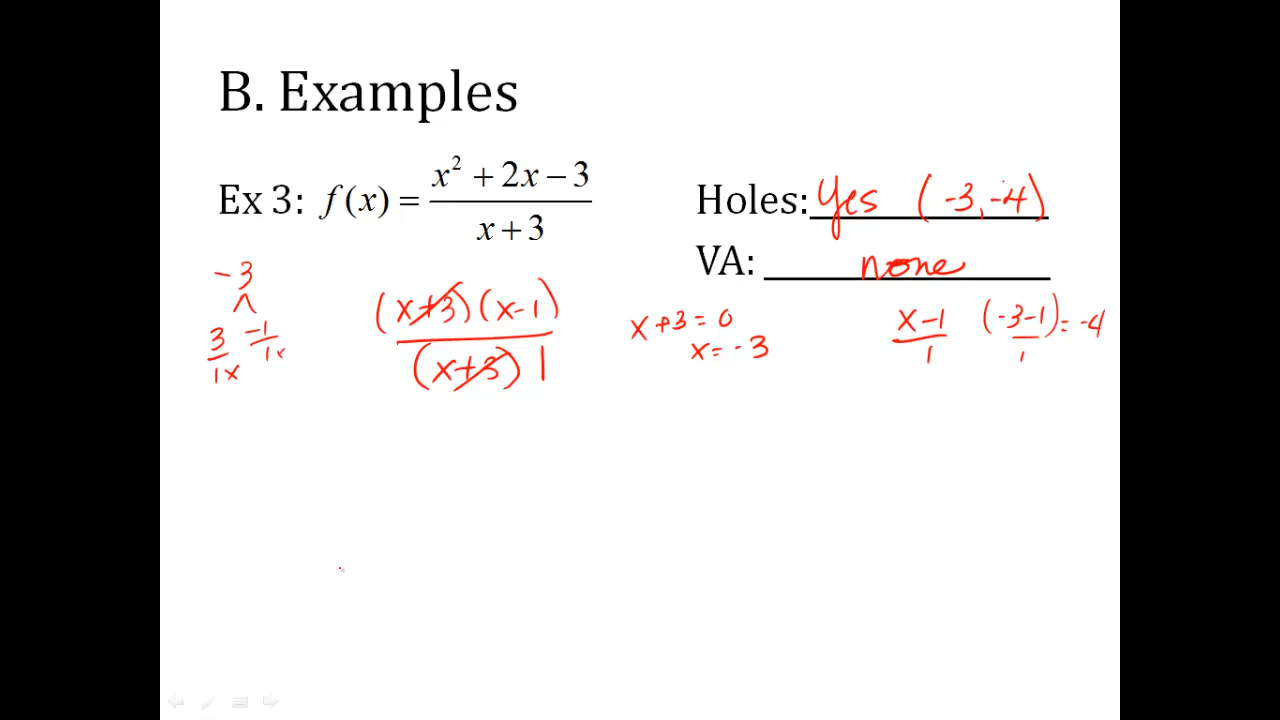 B. Examples
Ex 3: f(x) = (x² + 2x − 3)/(x + 3)
Holes: Yes (-3, -4)
VA: none
-3
3 -1
1x 1x
(x+3)(x-1)
(x+3) 1
x+3=0
x=-3
x-1 (-3-1) = -4
1 1